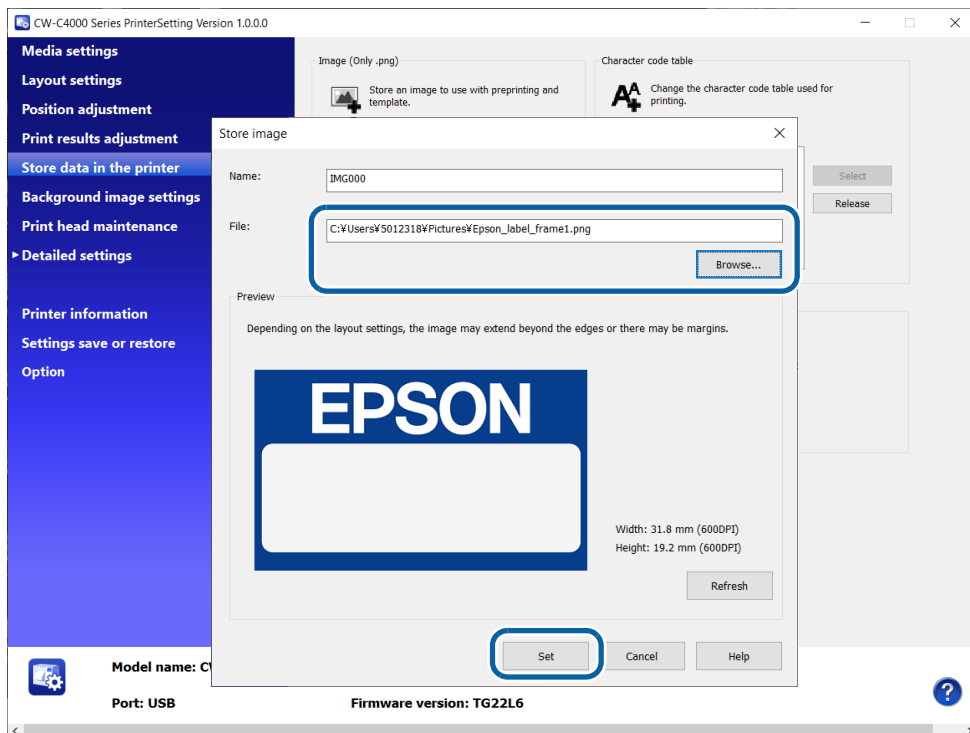 CW-C4000 Series PrinterSetting Version 1.0.0.0
Media settings
Layout settings
Position adjustment
Print results adjustment
Store data in the printer
Background image settings
Print head maintenance
Detailed settings
Printer information
Settings save or restore
Option
Image (Only .png)
Store an image to use with preprinting and
template.
Character code table
Change the character code table used for
printing.
Select
Release
Store image
Name:
IMG000
File:
C:¥Users¥5012318¥Pictures¥Epson_label_frame1.png
Browse...
Preview
Depending on the layout settings, the image may extend beyond the edges or there may be margins.
EPSON
Width: 31.8 mm (600DPI)
Height: 19.2 mm (600DPI)
Refresh
Set
Cancel
Help
Model name:
Port: USB
Firmware version: TG22L6
?